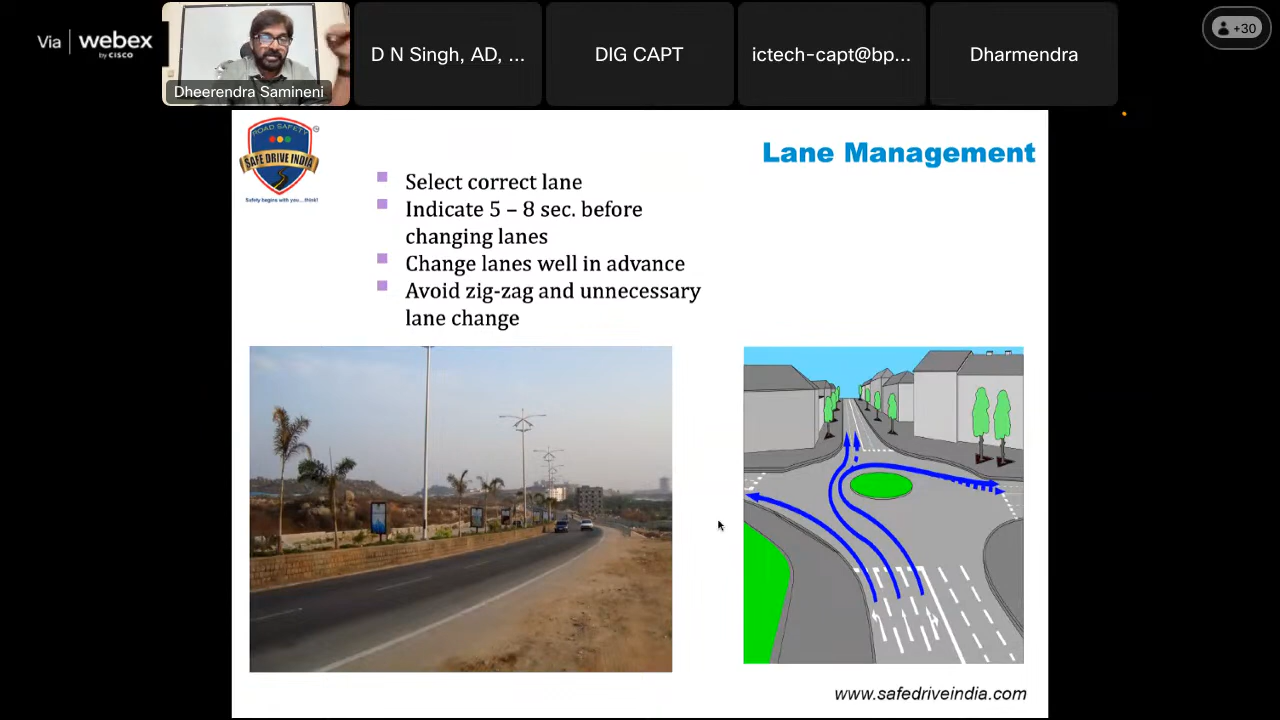 Via webex
by CISCO
Dheerendra Samineni
D N Singh, AD, ...
DIG CAPT
ictech-capt@bp...
Dharmendra
+30
ROAD SAFETY
SAFE DRIVE INDIA
Safety begins with you....think!
Lane Management
Select correct lane
Indicate 5 – 8 sec. before
changing lanes
Change lanes well in advance
Avoid zig-zag and unnecessary
lane change
www.safedriveindia.com